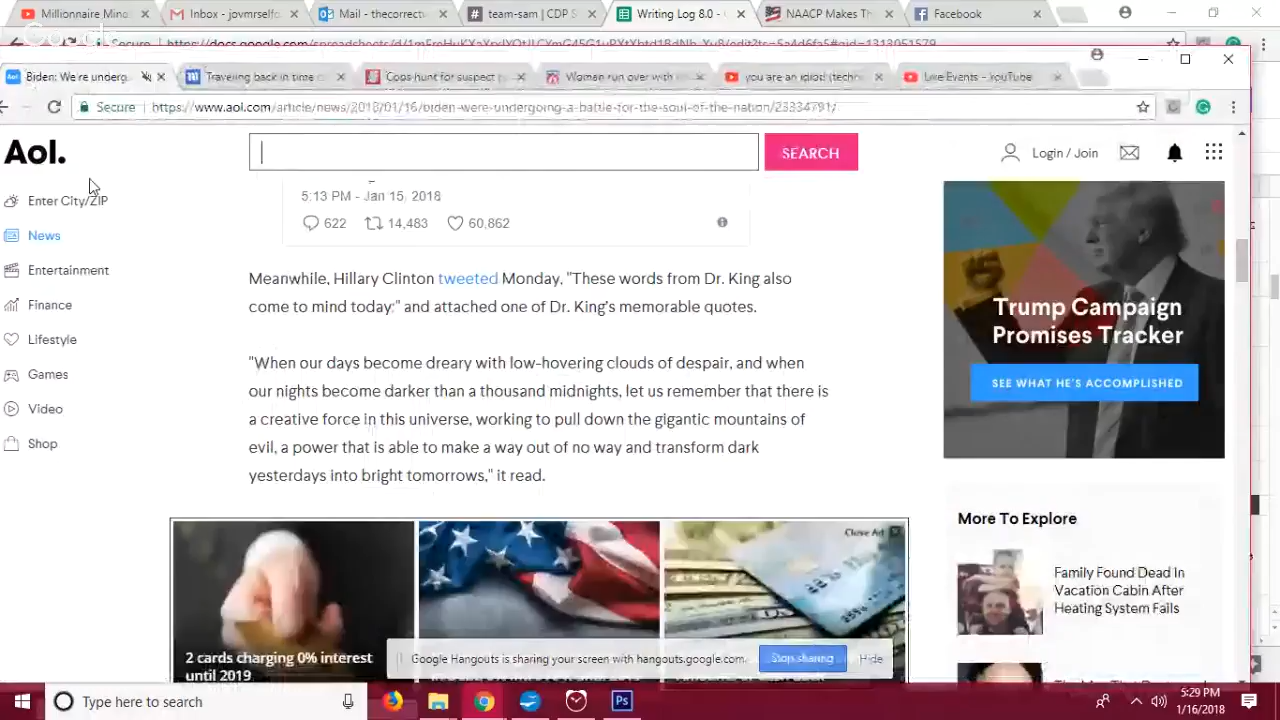 Millionaire Mind
Inbox - jovmrself
Mail - thecorrect
# team-sam | CDP S
Writing Log 8.0 -
NAACP Makes Th
Facebook
Secure
Biden: We're underg
Traveling back in time
Cops hunt for suspect
Woman run over with
you are an idiot (techn
Live Events - YouTube
Secure
https://www.aol.com/article/news/2018/01/16/biden-were-undergoing-a-battle-for-the-soul-of-the-nation/23334791/
Aol.
SEARCH
Login / Join
Enter City/ZIP
News
Entertainment
Finance
Lifestyle
Games
Video
Shop
5:13 PM - Jan 15, 2018
622 14,483 60,862
Meanwhile, Hillary Clinton tweeted Monday, "These words from Dr. King also
come to mind today:" and attached one of Dr. King's memorable quotes.
"When our days become dreary with low-hovering clouds of despair, and when
our nights become darker than a thousand midnights, let us remember that there is
a creative force in this universe, working to pull down the gigantic mountains of
evil, a power that is able to make a way out of no way and transform dark
yesterdays into bright tomorrows," it read.
Trump Campaign
Promises Tracker
SEE WHAT HE'S ACCOMPLISHED
More To Explore
Family Found Dead In
Vacation Cabin After
Heating System Fails
Close Ad
2 cards charging 0% interest
until 2019
Google Hangouts is sharing your screen with hangouts.google.com.
Stop sharing
Hide
Type here to search
Ps
5:29 PM
1/16/2018